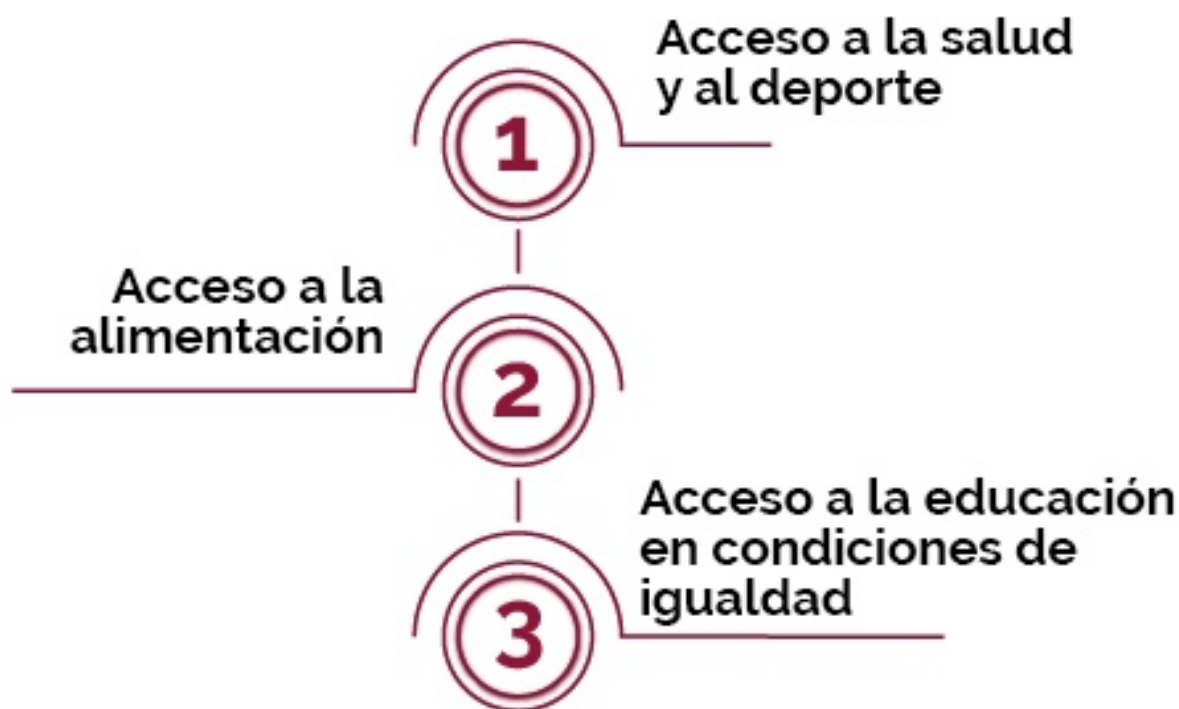 1
Acceso a la salud
y al deporte
2
Acceso a la
alimentación
3
Acceso a la educación
en condiciones de
igualdad